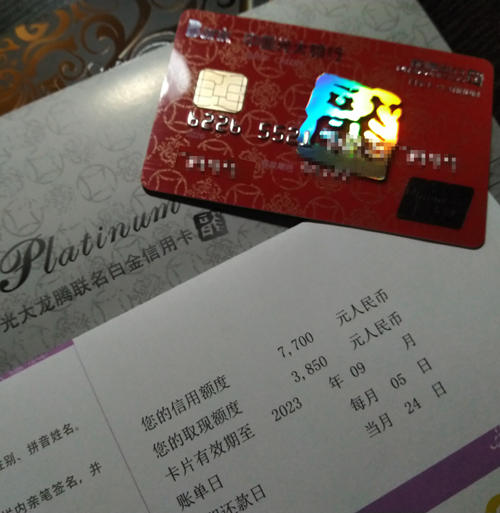 6226 552
Platinum
光大龙腾联名白金信用卡
您的信用额度 7,700 元人民币
您的取现额度 3,850 元人民币
卡片有效期至 2023 年 09 月
账单日 每月 05 日
还款日 当月 24 日
别、拼音姓名。
内亲笔签名，并